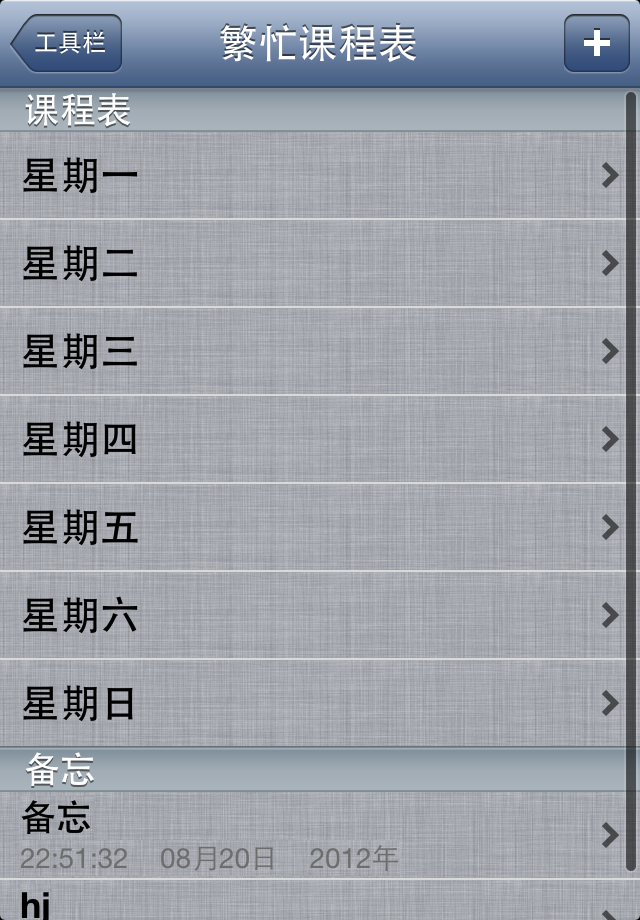 工具栏
繁忙课程表
课程表
星期一
星期二
星期三
星期四
星期五
星期六
星期日
备忘
备忘
22:51:32 08月20日 2012年
hj